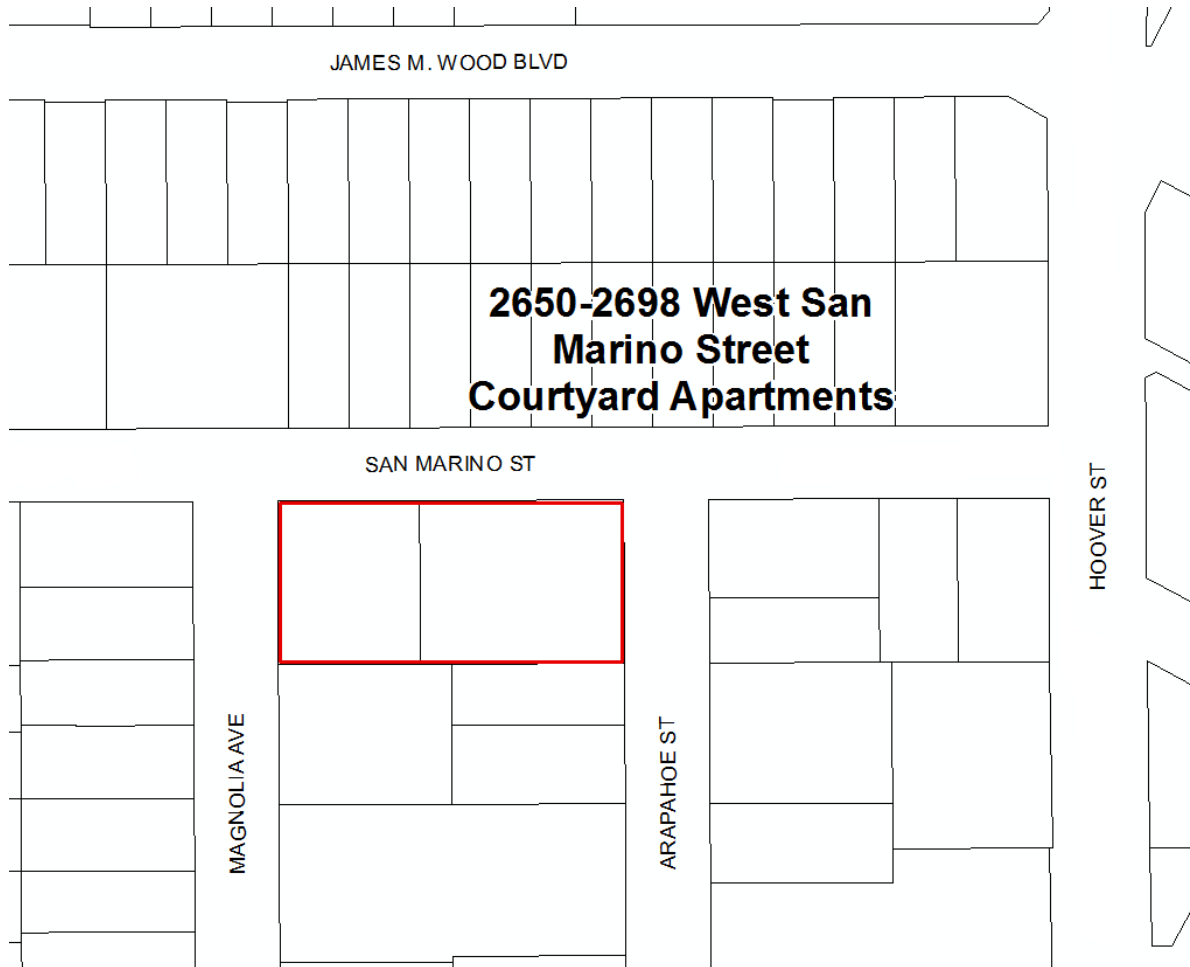 JAMES M. WOOD BLVD
2650-2698 West San
Marino Street
Courtyard Apartments
SAN MARINO ST
HOOVER ST
MAGNOLIA AVE
ARAPAHOE ST